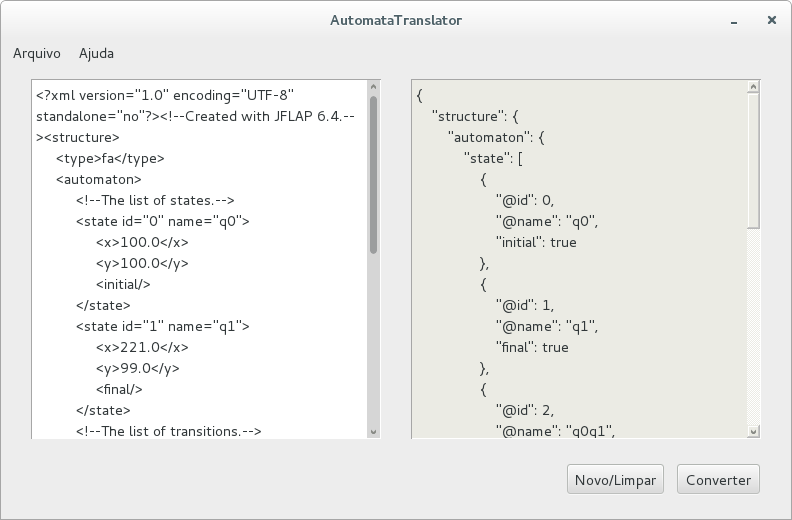 AutomataTranslator
Arquivo Ajuda
<?xml version="1.0" encoding="UTF-8"
standalone="no"?><!--Created with JFLAP 6.4.--
><structure>
<type>fa</type>
<automaton>
<!--The list of states.-->
<state id="0" name="q0">
<x>100.0</x>
<y>100.0</y>
<initial/>
</state>
<state id="1" name="q1">
<x>221.0</x>
<y>99.0</y>
<final/>
</state>
<!--The list of transitions.-->
{
"structure": {
"automaton": {
"state": [
{
"@id": 0,
"@name": "q0",
"initial": true
},
{
"@id": 1,
"@name": "q1",
"final": true
},
{
"@id": 2,
"@name": "q0q1",
Novo/Limpar Converter